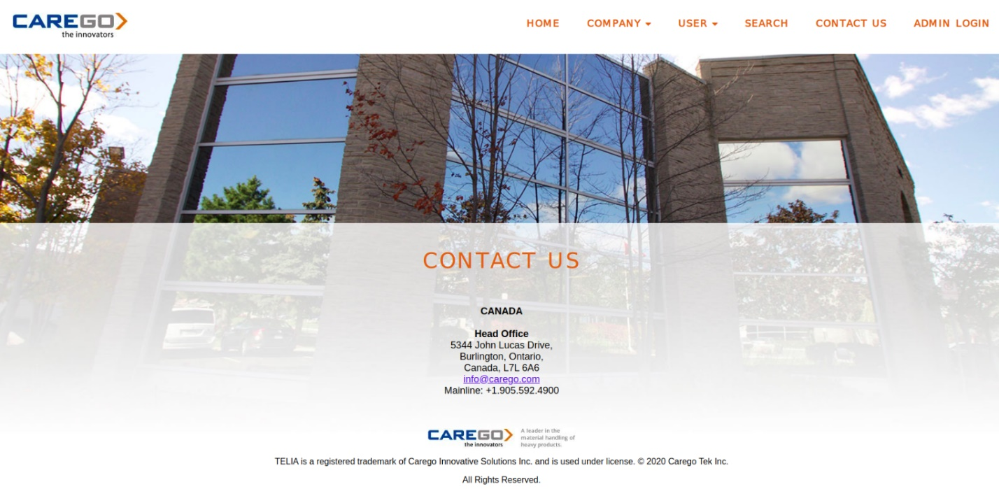 CAREGO
the innovators
HOME COMPANY USER SEARCH CONTACT US ADMIN LOGIN
CONTACT US
CANADA
Head Office
5344 John Lucas Drive,
Burlington, Ontario,
Canada, L7L 6A6
info@carego.com
Mainline: +1.905.592.4900
CAREGO
the innovators
A leader in the
material handling of
heavy products.
TELIA is a registered trademark of Carego Innovative Solutions Inc. and is used under license. © 2020 Carego Tek Inc.
All Rights Reserved.